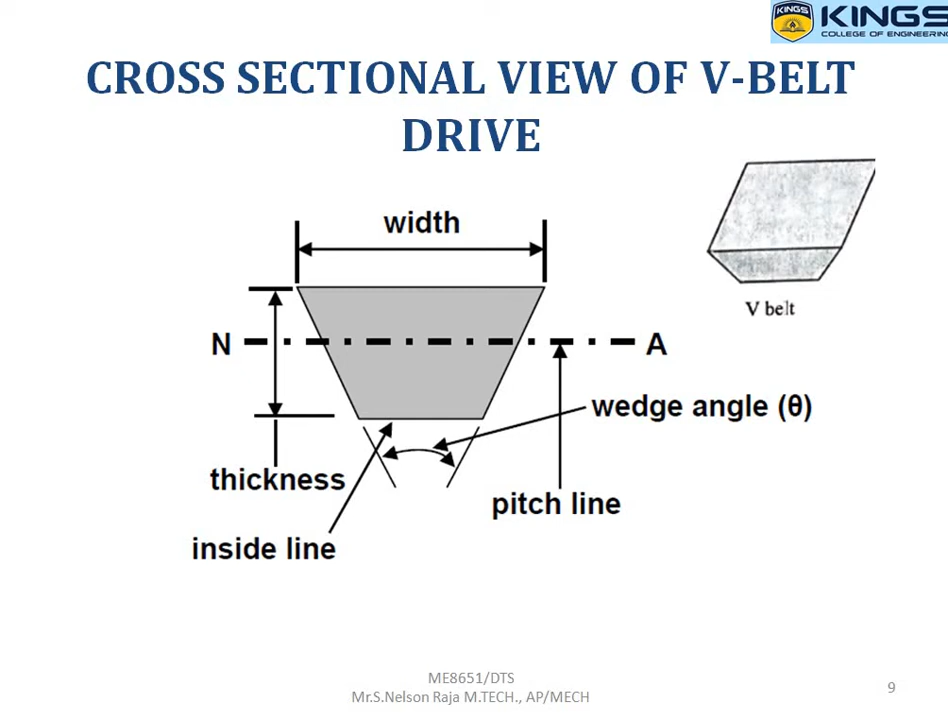 KINGS
KINGS
COLLEGE OF ENGINEERING
CROSS SECTIONAL VIEW OF V-BELT
DRIVE
width
V belt
N
A
wedge angle (θ)
thickness
pitch line
inside line
ME8651/DTS
Mr.S.Nelson Raja M.TECH., AP/MECH
9